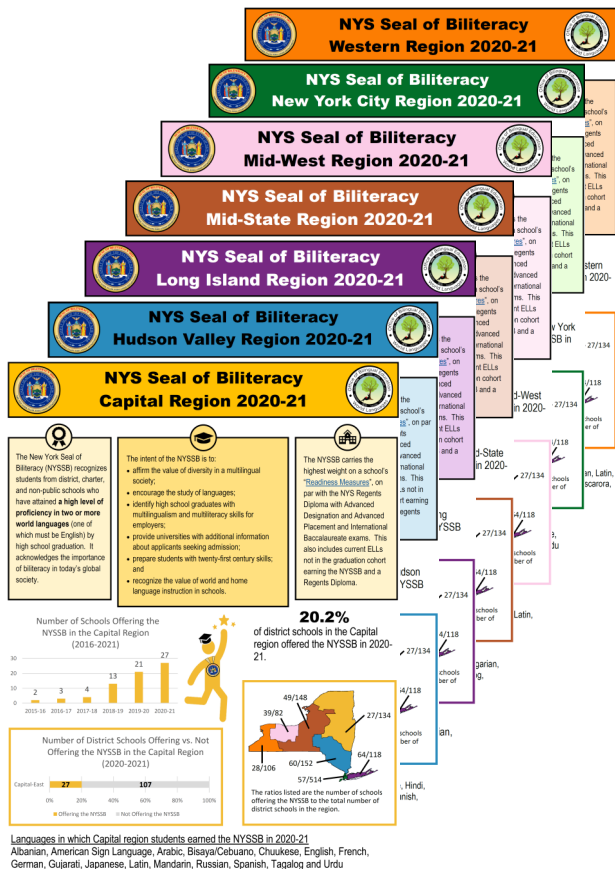 NYS Seal of Biliteracy
Western Region 2020-21
NYS Seal of Biliteracy
New York City Region 2020-21
NYS Seal of Biliteracy
Mid-West Region 2020-21
NYS Seal of Biliteracy
Mid-State Region 2020-21
NYS Seal of Biliteracy
Long Island Region 2020-21
NYS Seal of Biliteracy
Hudson Valley Region 2020-21
NYS Seal of Biliteracy
Capital Region 2020-21
The New York Seal of
Biliteracy (NYSSB) recognizes
students from district, charter,
and non-public schools who
have attained a high level of
proficiency in two or more
world languages (one of
which must be English) by
high school graduation. It
acknowledges the importance
of biliteracy in today's global
society.
The intent of the NYSSB is to:
• affirm the value of diversity in a multilingual
society;
• encourage the study of languages;
• identify high school graduates with
multilingualism and multiliteracy skills for
employers;
• provide universities with additional information
about applicants seeking admission;
• prepare students with twenty-first century skills;
and
• recognize the value of world and home
language instruction in schools.
The NYSSB carries the
highest weight on a school's
"Readiness Measures", on
par with the NYS Regents
Diploma with Advanced
Designation and Advanced
Placement and International
Baccalaureate exams. This
also includes current ELLs
not in the graduation cohort
earning the NYSSB and a
Regents Diploma.
Number of Schools Offering the
NYSSB in the Capital Region
(2016-2021)
30
20
10
0
2
3
4
13
21
27
2015-16 2016-17 2017-18 2018-19 2019-20 2020-21
20.2%
of district schools in the Capital
region offered the NYSSB in 2020-
21.
Number of District Schools Offering vs. Not
Offering the NYSSB in the Capital Region
(2020-2021)
Capital-East 27 107
0% 20% 40% 60% 80% 100%
Offering the NYSSB Not Offering the NYSSB
49/148
39/82
27/134
28/106
60/152
64/118
57/514
The ratios listed are the number of schools
offering the NYSSB to the total number of
district schools in the region.
Languages in which Capital region students earned the NYSSB in 2020-21
Albanian, American Sign Language, Arabic, Bisaya/Cebuano, Chuukese, English, French,
German, Gujarati, Japanese, Latin, Mandarin, Russian, Spanish, Tagalog and Urdu